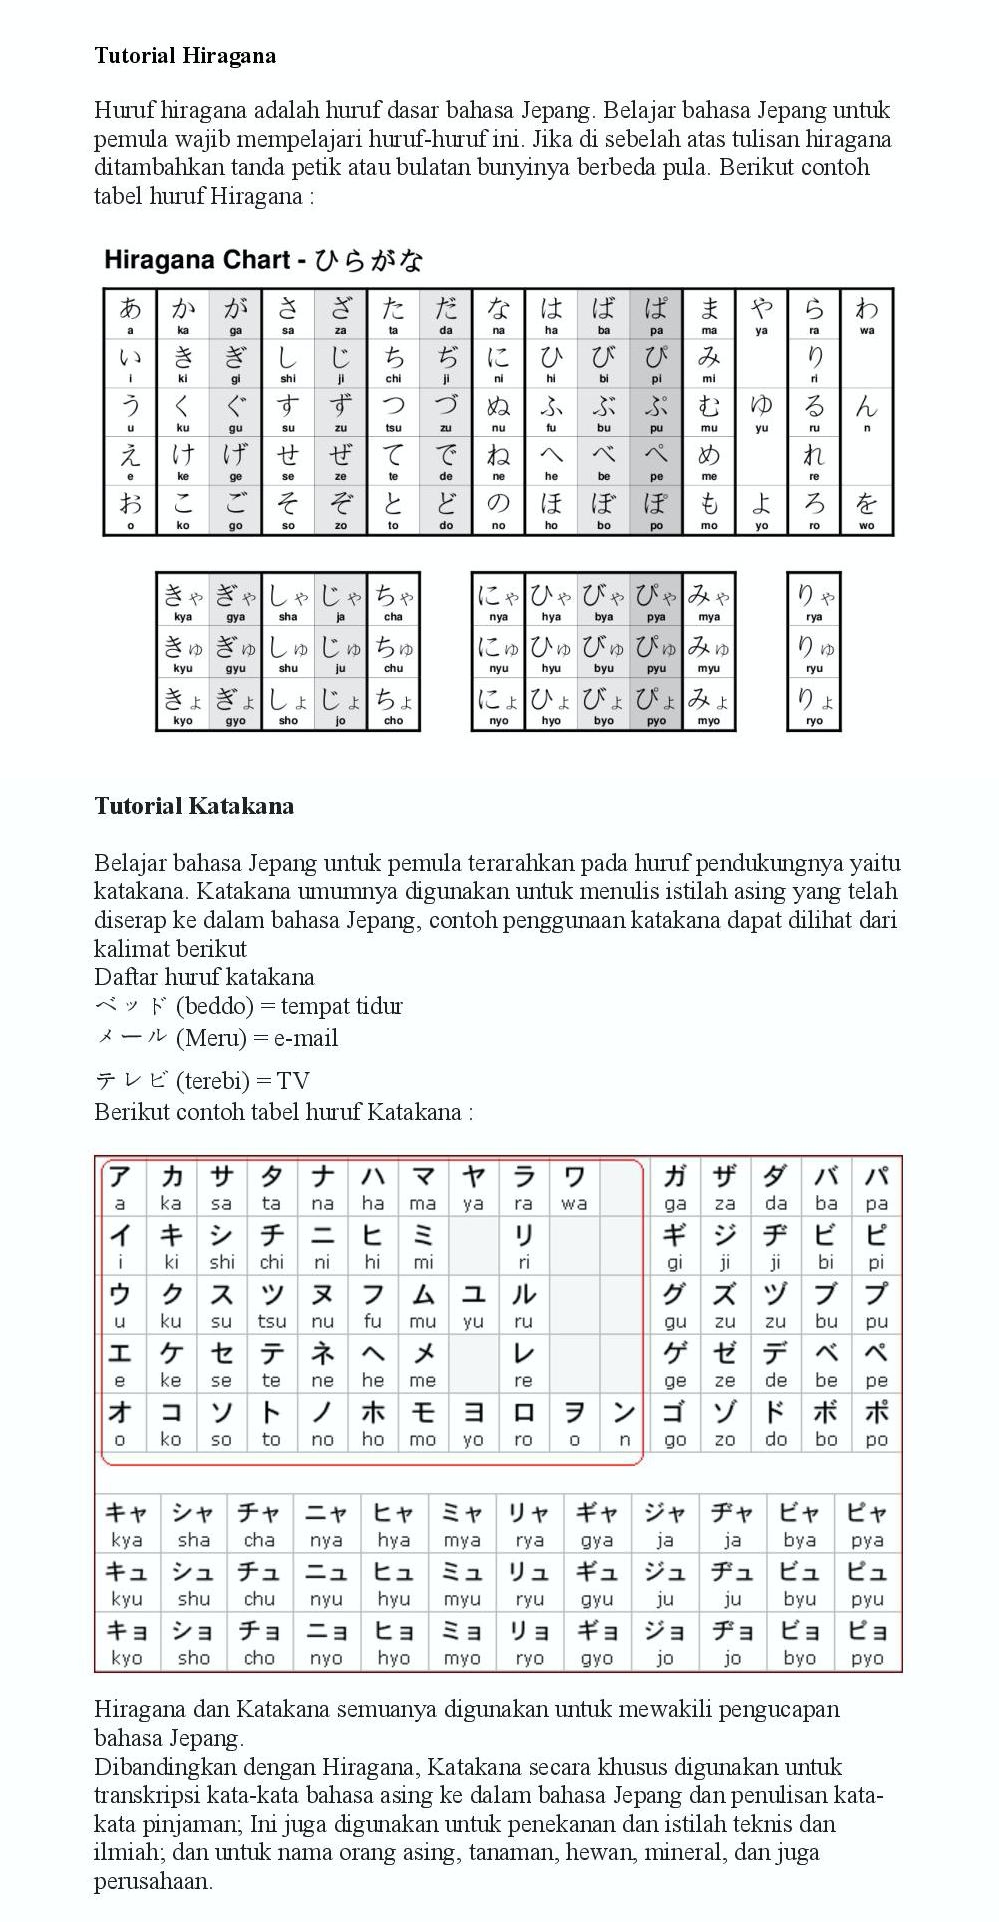 Tutorial Hiragana
Huruf hiragana adalah huruf dasar bahasa Jepang. Belajar bahasa Jepang untuk
pemula wajib mempelajari huruf-huruf ini. Jika di sebelah atas tulisan hiragana
ditambahkan tanda petik atau bulatan bunyinya berbeda pula. Berikut contoh
tabel huruf Hiragana :
Hiragana Chart - ひらがな
あ か が さ ざ た だ な は ば ぱ ま や ら わ
a ka ga sa za ta da na ha ba pa ma ya ra wa
い き ぎ し じ ち ぢ に ひ び ぴ み り
i ki gi shi ji chi ji ni hi bi pi mi ri
う く ぐ す ず つ づ ぬ ふ ぶ ぷ む ゆ る ん
u ku gu su zu tsu zu nu fu bu pu mu yu ru n
え け げ せ ぜ て で ね へ べ ぺ め れ
e ke ge se ze te de ne he be pe me re
お こ ご そ ぞ と ど の ほ ぼ ぽ も よ ろ を
o ko go so zo to do no ho bo po mo yo ro wo
きゃ ぎゃ しゃ じゃ ちゃ にゃ ひゃ びゃ ぴゃ みゃ りゃ
kya gya sha ja cha nya hya bya pya mya rya
きゅ ぎゅ しゅ じゅ ちゅ にゅ ひゅ びゅ ぴゅ みゅ りゅ
kyu gyu shu ju chu nyu hyu byu pyu myu ryu
きょ ぎょ しょ じょ ちょ にょ ひょ びょ ぴょ みょ りょ
kyo gyo sho jo cho nyo hyo byo pyo myo ryo
Tutorial Katakana
Belajar bahasa Jepang untuk pemula terarahkan pada huruf pendukungnya yaitu
katakana. Katakana umumnya digunakan untuk menulis istilah asing yang telah
diserap ke dalam bahasa Jepang, contoh penggunaan katakana dapat dilihat dari
kalimat berikut
Daftar huruf katakana
ベッド (beddo) = tempat tidur
メール (Meru) = e-mail
テレビ (terebi) = TV
Berikut contoh tabel huruf Katakana :
ア カ サ タ ナ ハ マ ヤ ラ ワ ガ ザ ダ バ パ
a ka sa ta na ha ma ya ra wa ga za da ba pa
イ キ シ チ ニ ヒ ミ リ ギ ジ ヂ ビ ピ
i ki shi chi ni hi mi ri gi ji ji bi pi
ウ ク ス ツ ヌ フ ム ユ ル グ ズ ヅ ブ プ
u ku su tsu nu fu mu yu ru gu zu zu bu pu
エ ケ セ テ ネ ヘ メ レ ゲ ゼ デ ベ ペ
e ke se te ne he me re ge ze de be pe
オ コ ソ ト ノ ホ モ ヨ ロ ヲ ン ゴ ゾ ド ボ ポ
o ko so to no ho mo yo ro o n go zo do bo po
キャ シャ チャ ニャ ヒャ ミャ リャ ギャ ジャ ヂャ ビャ ピャ
kya sha cha nya hya mya rya gya ja ja bya pya
キュ シュ チュ ニュ ヒュ ミュ リュ ギュ ジュ ヂュ ビュ ピュ
kyu shu chu nyu hyu myu ryu gyu ju ju byu pyu
キョ ショ チョ ニョ ヒョ ミョ リョ ギョ ジョ ヂョ ビョ ピョ
kyo sho cho nyo hyo myo ryo gyo jo jo byo pyo
Hiragana dan Katakana semuanya digunakan untuk mewakili pengucapan
bahasa Jepang.
Dibandingkan dengan Hiragana, Katakana secara khusus digunakan untuk
transkripsi kata-kata bahasa asing ke dalam bahasa Jepang dan penulisan kata-
kata pinjaman; Ini juga digunakan untuk penekanan dan istilah teknis dan
ilmiah; dan untuk nama orang asing, tanaman, hewan, mineral, dan juga
perusahaan.